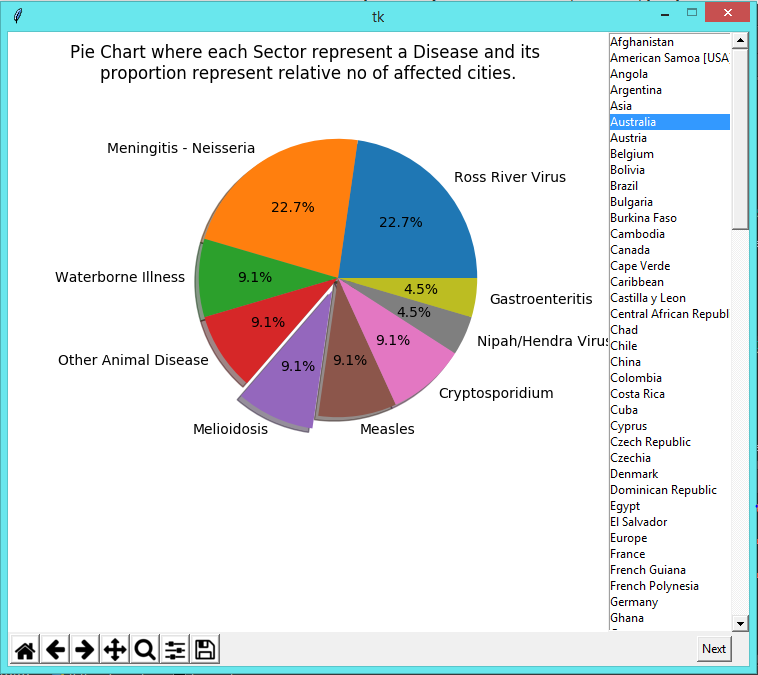 tk
Pie Chart where each Sector represent a Disease and its
proportion represent relative no of affected cities.
Meningitis - Neisseria
Ross River Virus
22.7%
22.7%
Waterborne Illness
9.1%
4.5%
Gastroenteritis
4.5%
9.1%
Nipah/Hendra Virus
9.1%
Other Animal Disease
9.1%
9.1%
Cryptosporidium
Melioidosis
Measles
Afghanistan
American Samoa [USA
Angola
Argentina
Asia
Australia
Austria
Belgium
Bolivia
Brazil
Bulgaria
Burkina Faso
Cambodia
Canada
Cape Verde
Caribbean
Castilla y Leon
Central African Republ
Chad
Chile
China
Colombia
Costa Rica
Cuba
Cyprus
Czech Republic
Czechia
Denmark
Dominican Republic
Egypt
El Salvador
Europe
France
French Guiana
French Polynesia
Germany
Ghana
Next